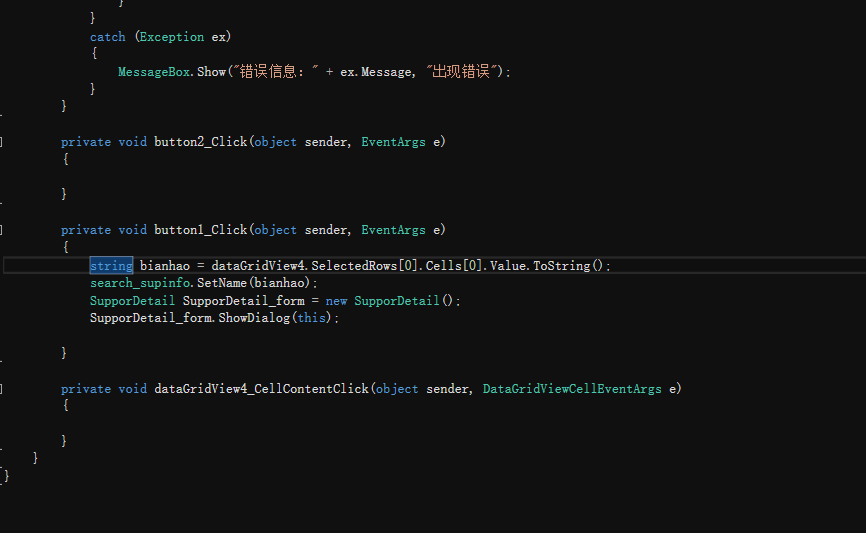 }
}
catch (Exception ex)
{
MessageBox.Show("错误信息：" + ex.Message, "出现错误");
}
}
private void button2_Click(object sender, EventArgs e)
{
}
private void button1_Click(object sender, EventArgs e)
{
string bianhao = dataGridView4.SelectedRows[0].Cells[0].Value.ToString();
search_supinfo.SetName(bianhao);
SupporDetail SupporDetail_form = new SupporDetail();
SupporDetail_form.ShowDialog(this);
}
private void dataGridView4_CellContentClick(object sender, DataGridViewCellEventArgs e)
{
}
}
}